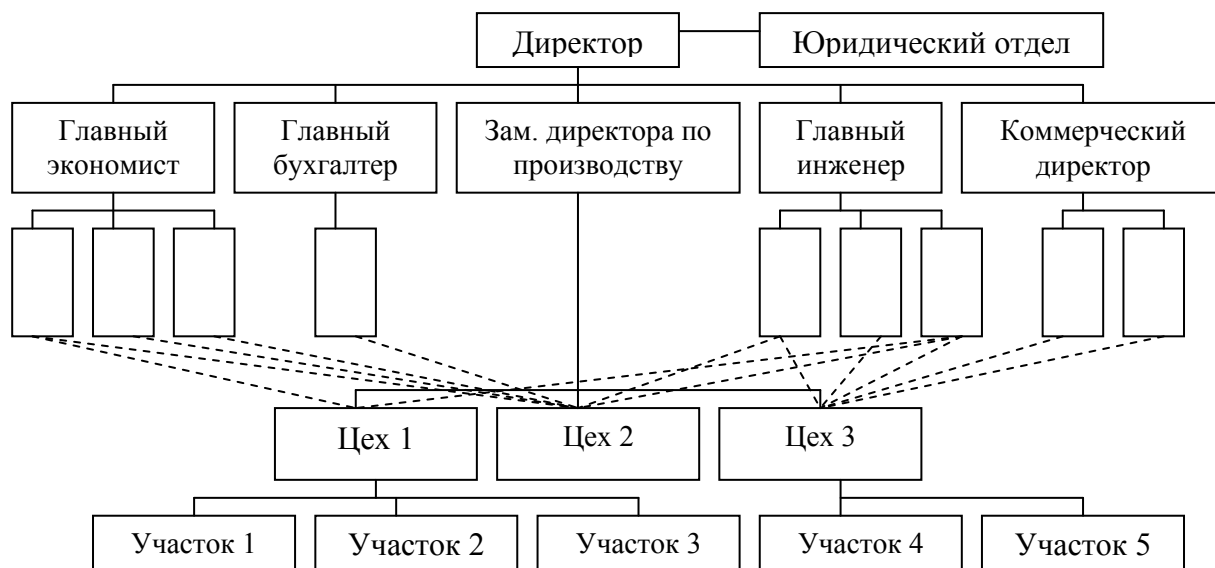 Директор
Юридический отдел
Главный
экономист
Главный
бухгалтер
Зам. директора по
производству
Главный
инженер
Коммерческий
директор
Цех 1
Цех 2
Цех 3
Участок 1
Участок 2
Участок 3
Участок 4
Участок 5